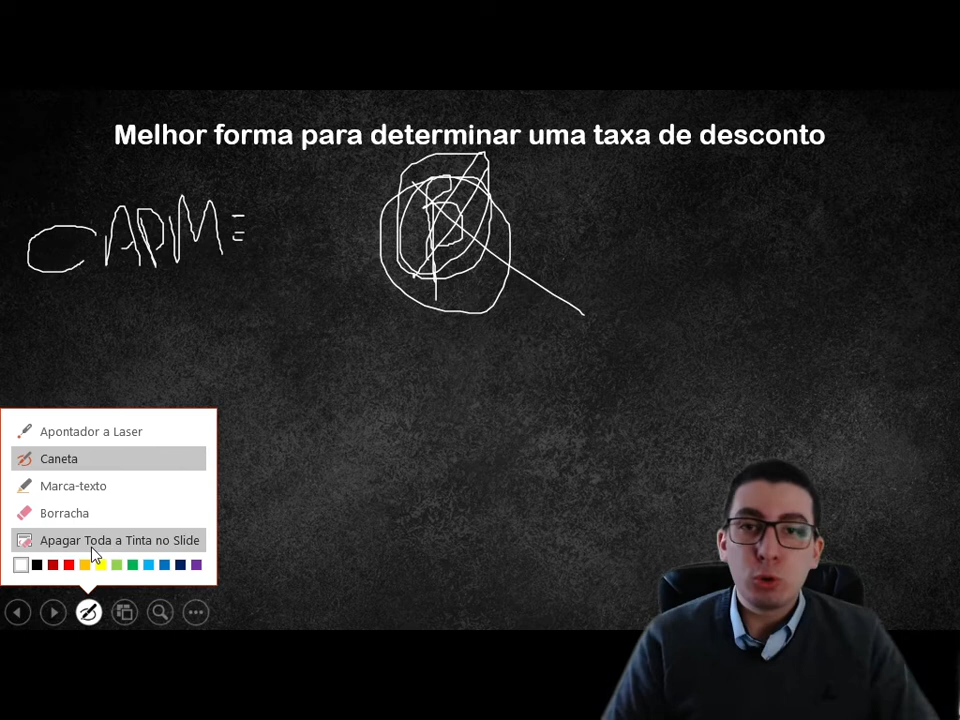 Melhor forma para determinar uma taxa de desconto
CAPM =
Apontador a Laser
Caneta
Marca-texto
Borracha
Apagar Toda a Tinta no Slide